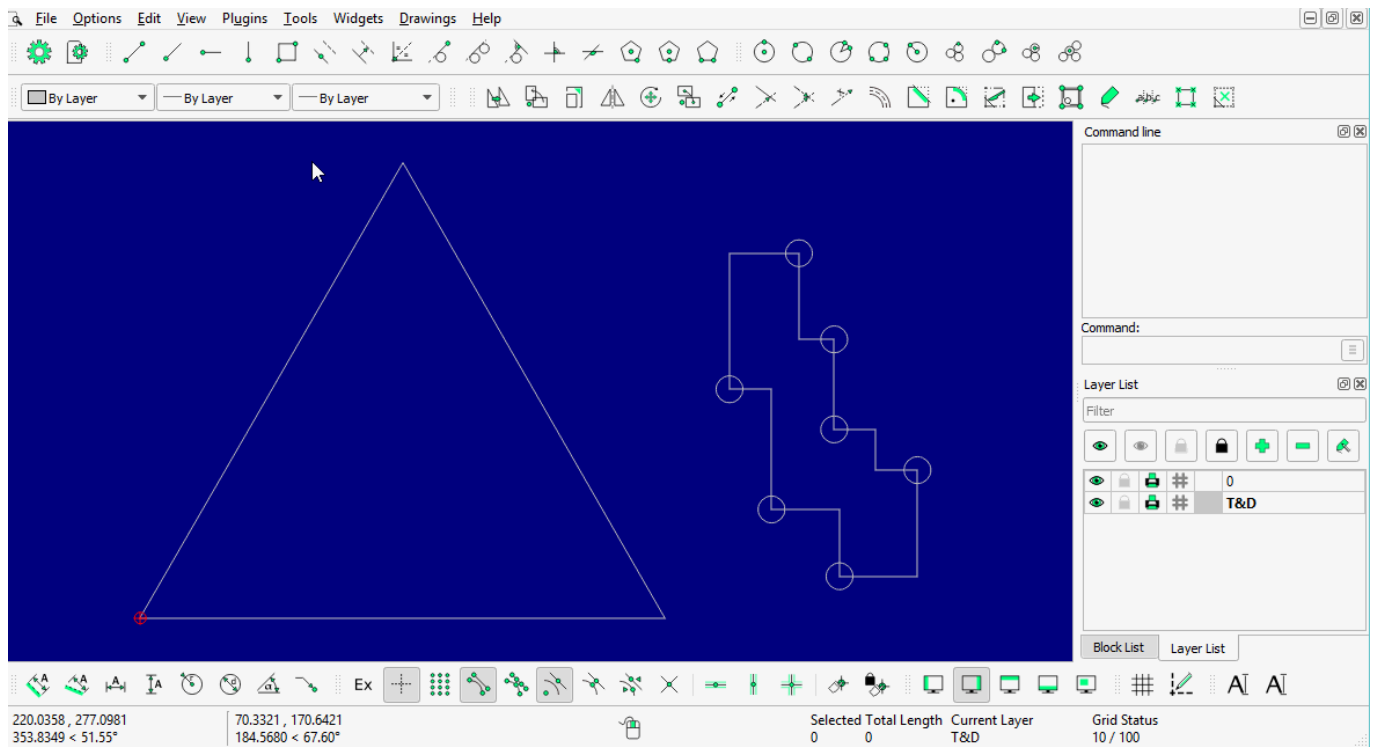 File Options Edit View Plugins Tools Widgets Drawings Help
By Layer By Layer By Layer
Command line
Command:
Layer List
Filter
0
T&D
Block List Layer List
Ex
220.0358 , 277.0981 70.3321 , 170.6421 Selected Total Length Current Layer Grid Status
353.8349 < 51.55° 184.5680 < 67.60° 0 0 T&D 10 / 100